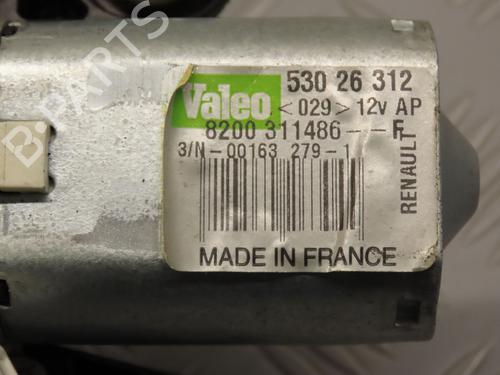 Valeo
530 26 312
<029> 12v AP
8200 311486--F
3/N-00163 279-1
RENAULT
MADE IN FRANCE
B-PARTS